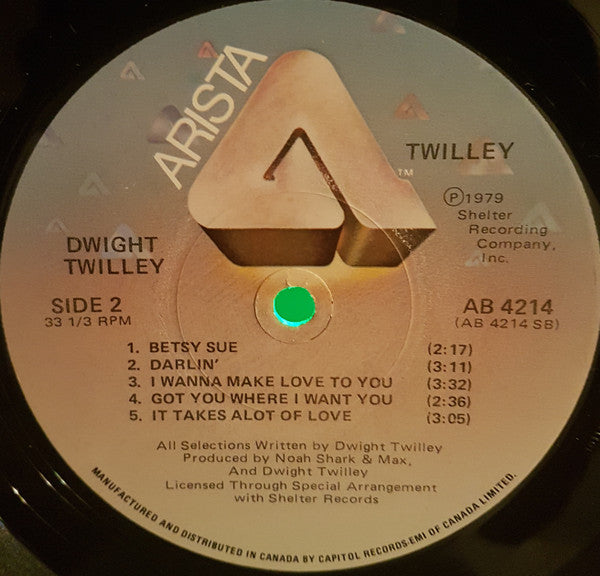 ARISTA
TM
TWILLEY
Ⓟ1979
Shelter
Recording
Company,
Inc.
DWIGHT
TWILLEY
SIDE 2
33 1/3 RPM
AB 4214
(AB 4214 SB)
1. BETSY SUE (2:17)
2. DARLIN' (3:11)
3. I WANNA MAKE LOVE TO YOU (3:32)
4. GOT YOU WHERE I WANT YOU (2:36)
5. IT TAKES ALOT OF LOVE (3:05)
All Selections Written by Dwight Twilley
Produced by Noah Shark & Max,
And Dwight Twilley
Licensed Through Special Arrangement
with Shelter Records
MANUFACTURED AND DISTRIBUTED IN CANADA BY CAPITOL RECORDS-EMI OF CANADA LIMITED.